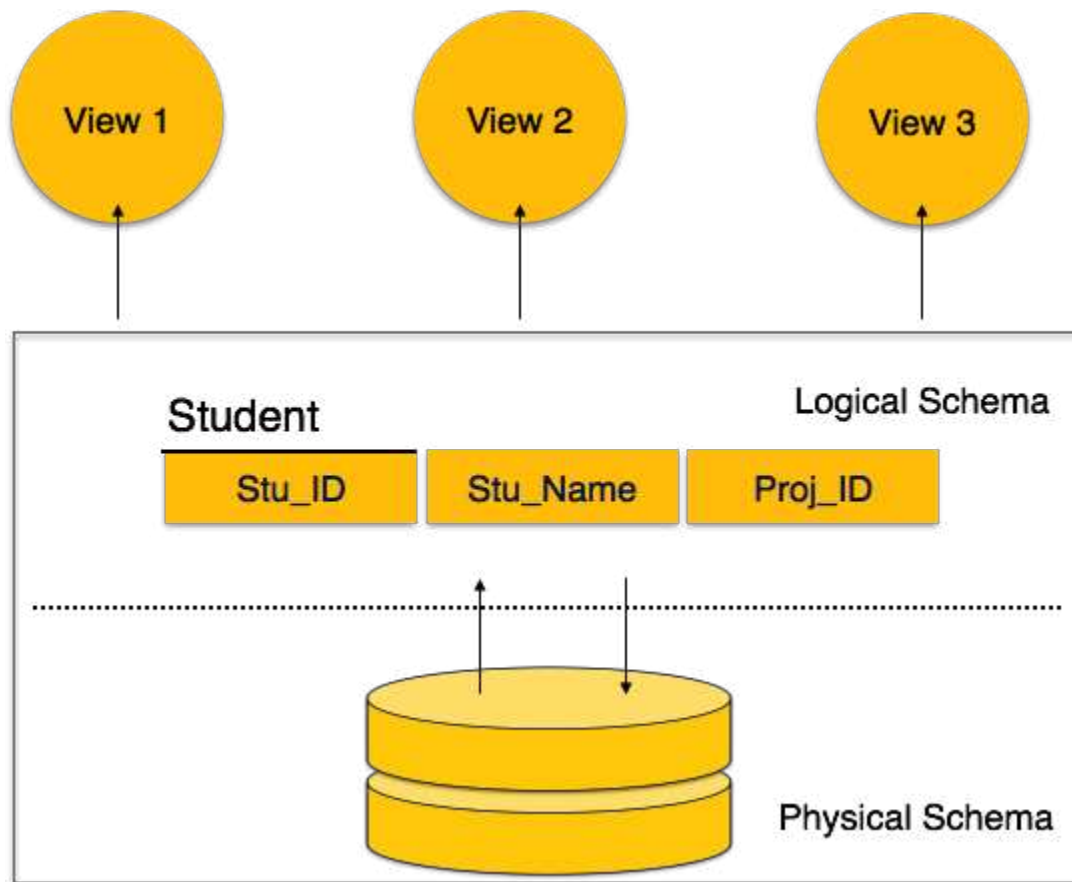 View 1
View 2
View 3
Logical Schema
Student
Stu_ID
Stu_Name
Proj_ID
Physical Schema